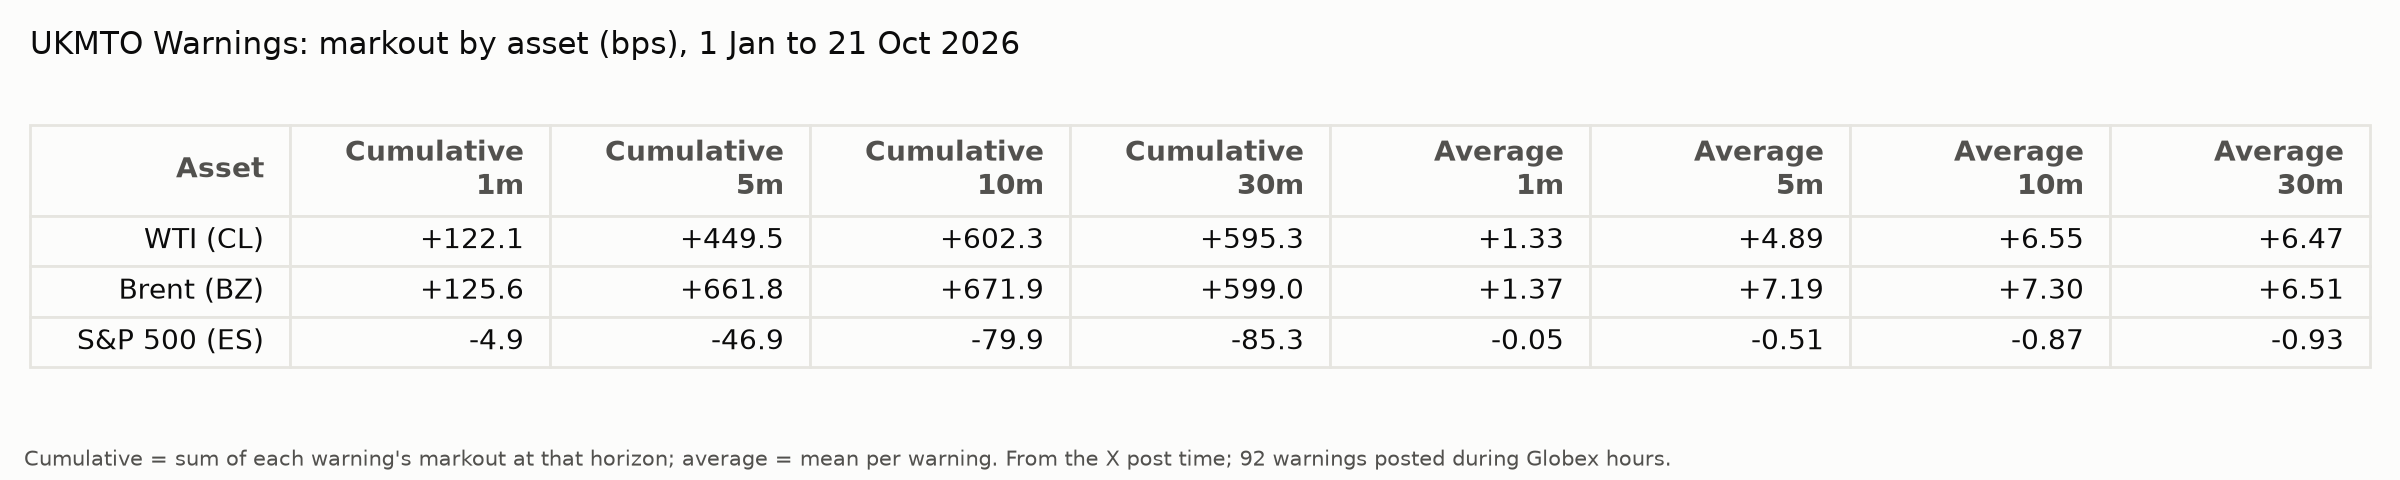 UKMTO Warnings: markout by asset (bps), 1 Jan to 21 Oct 2026
Asset Cumulative 1m Cumulative 5m Cumulative 10m Cumulative 30m Average 1m Average 5m Average 10m Average 30m
WTI (CL) +122.1 +449.5 +602.3 +595.3 +1.33 +4.89 +6.55 +6.47
Brent (BZ) +125.6 +661.8 +671.9 +599.0 +1.37 +7.19 +7.30 +6.51
S&P 500 (ES) -4.9 -46.9 -79.9 -85.3 -0.05 -0.51 -0.87 -0.93
Cumulative = sum of each warning's markout at that horizon; average = mean per warning. From the X post time; 92 warnings posted during Globex hours.